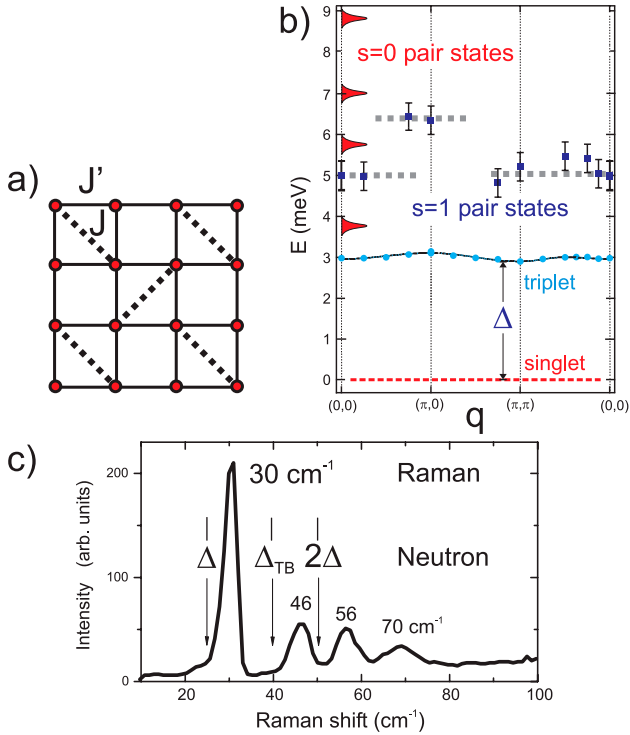 a)
J'
J
b)
E (meV)
9
8
7
6
5
4
3
2
1
0
s=0 pair states
s=1 pair states
triplet
Δ
singlet
(0,0)
(π,0)
(π,π)
(0,0)
q
c)
Intensity (arb. units)
200
100
0
30 cm-1
Raman
Δ
ΔTB
2Δ
Neutron
46
56
70 cm-1
20
40
60
80
100
Raman shift (cm-1)